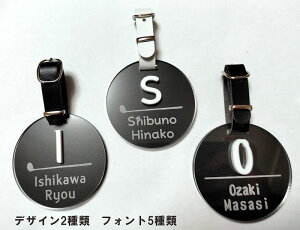 S
Shibuno
Hinako
I
Ishikawa
Ryou
O
Ozaki
Masasi
デザイン2種類 フォント5種類